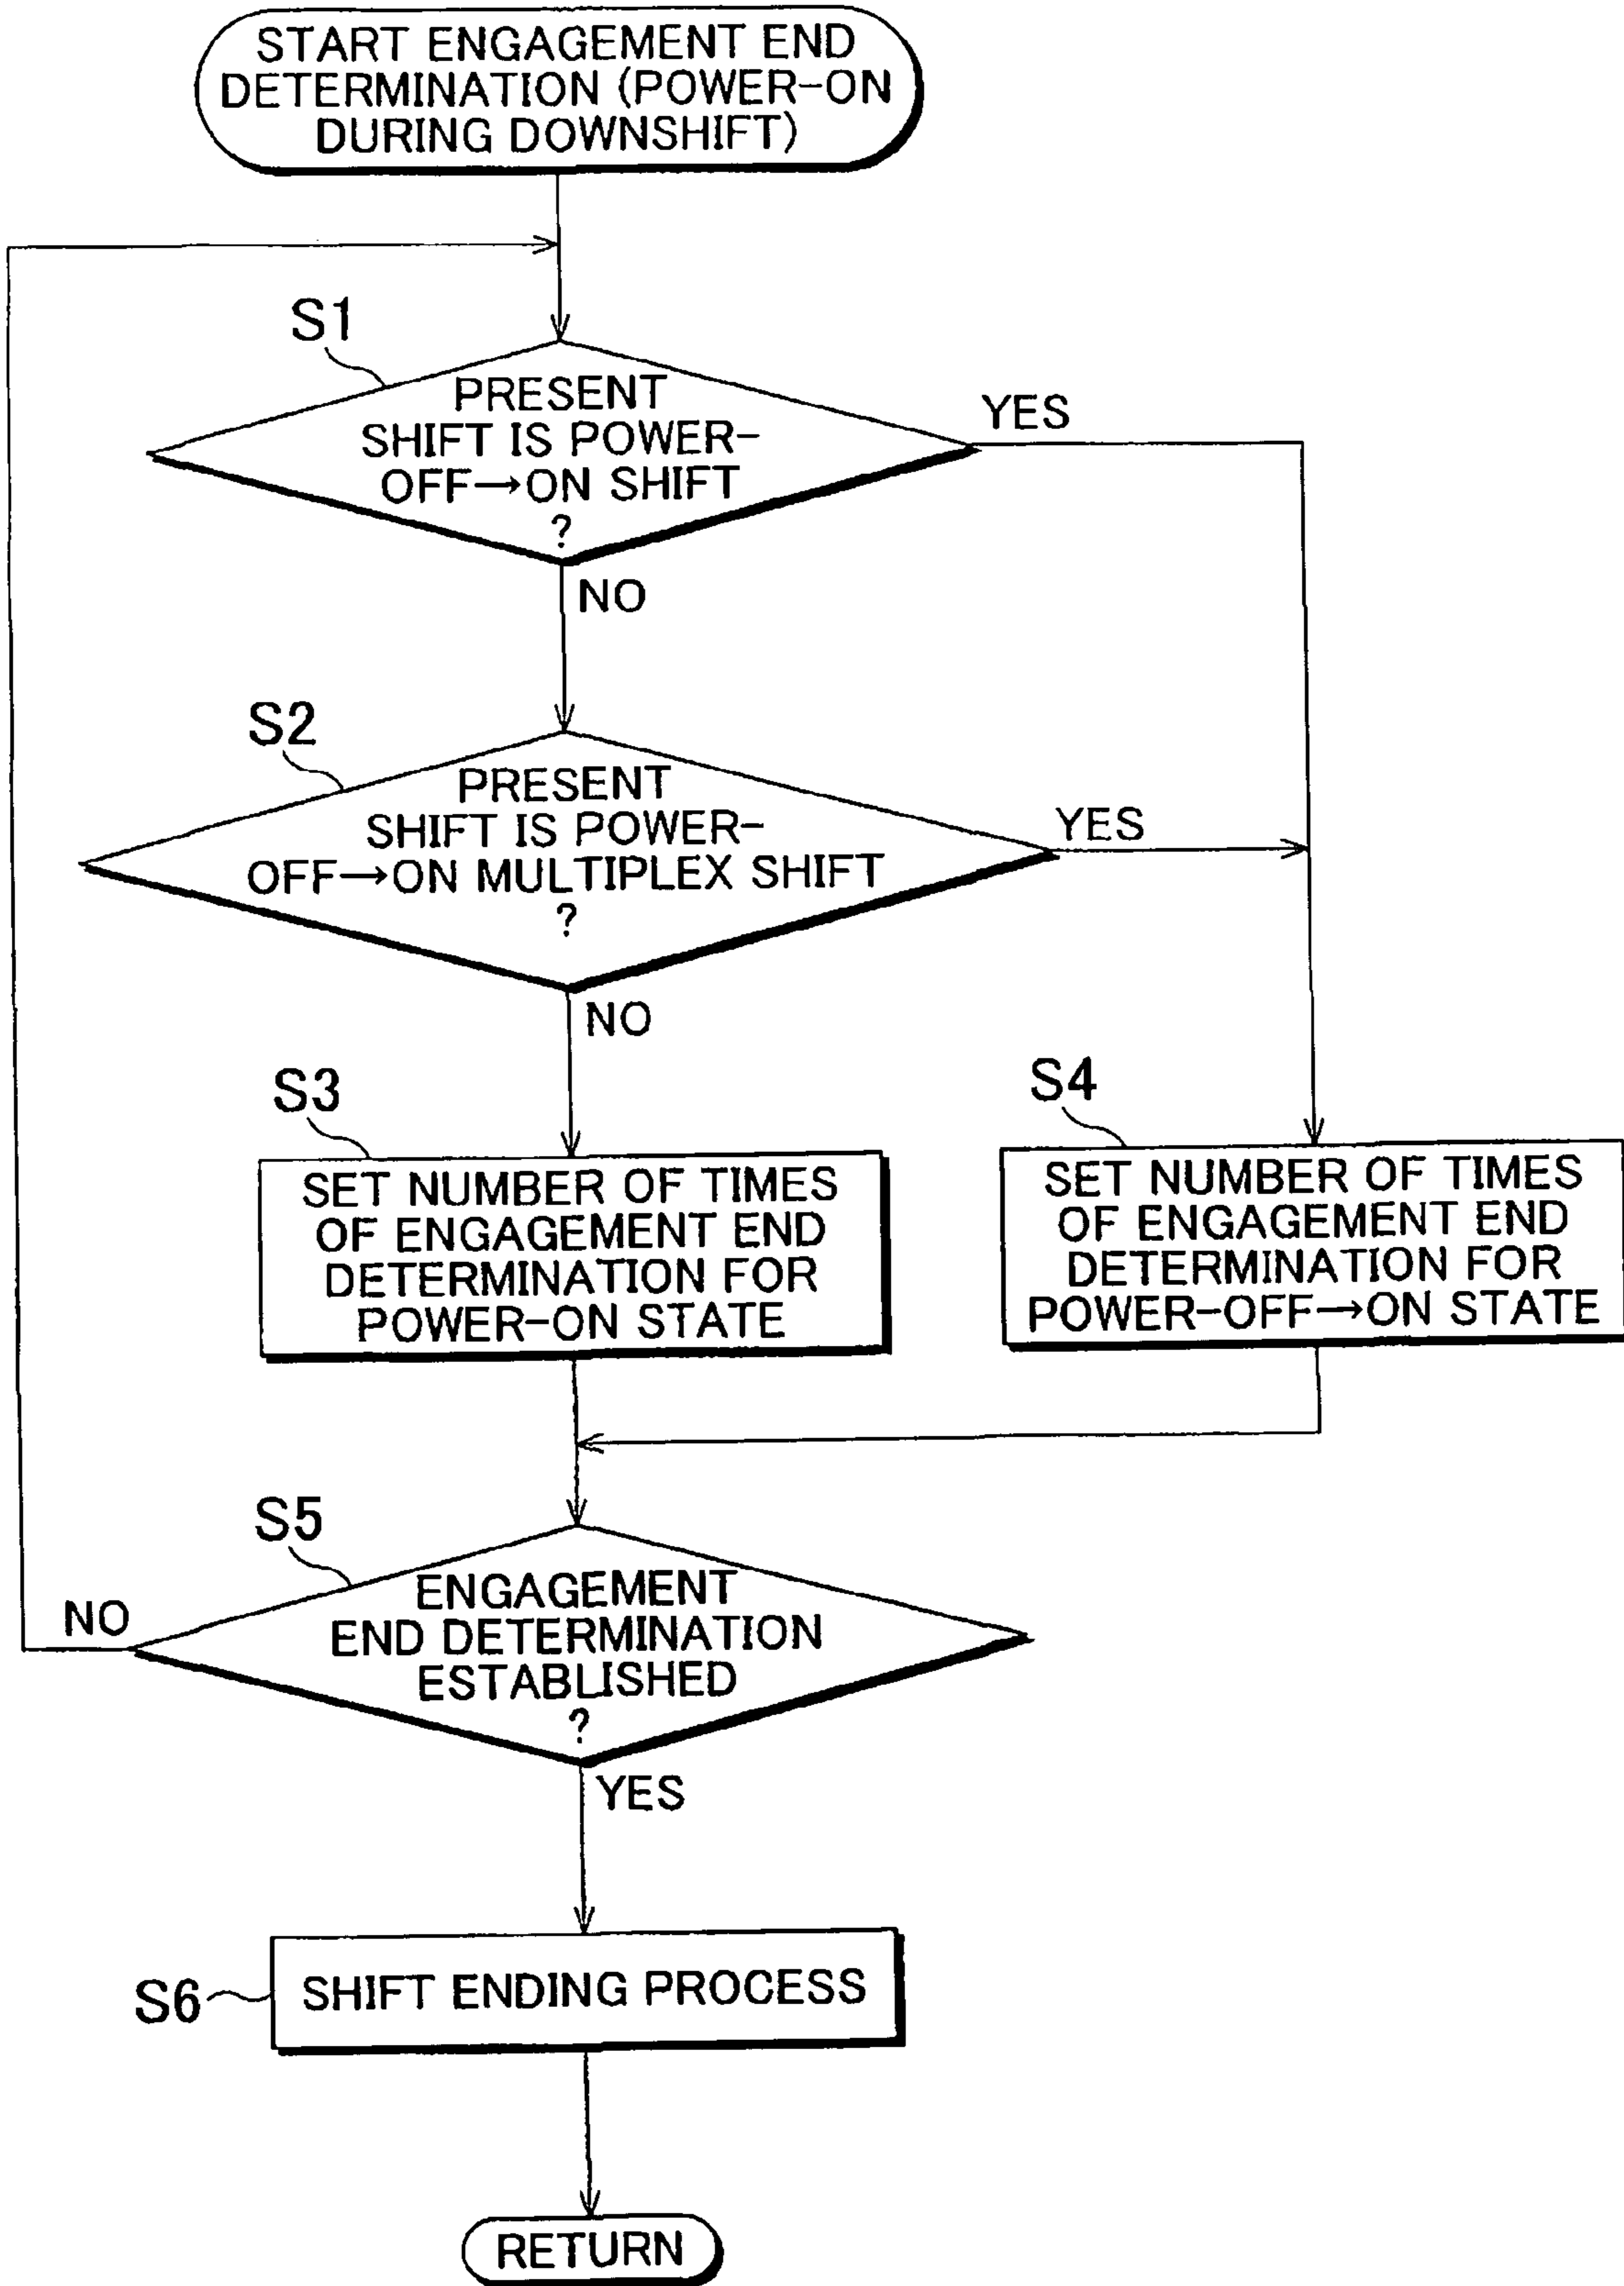 START ENGAGEMENT END
DETERMINATION (POWER-ON
DURING DOWNSHIFT)
S1
PRESENT
SHIFT IS POWER-
OFF→ON SHIFT
?
YES
NO
S2
PRESENT
SHIFT IS POWER-
OFF→ON MULTIPLEX SHIFT
?
YES
NO
S3
SET NUMBER OF TIMES
OF ENGAGEMENT END
DETERMINATION FOR
POWER-ON STATE
S4
SET NUMBER OF TIMES
OF ENGAGEMENT END
DETERMINATION FOR
POWER-OFF→ON STATE
S5
ENGAGEMENT
END DETERMINATION
ESTABLISHED
?
NO
YES
S6
SHIFT ENDING PROCESS
RETURN